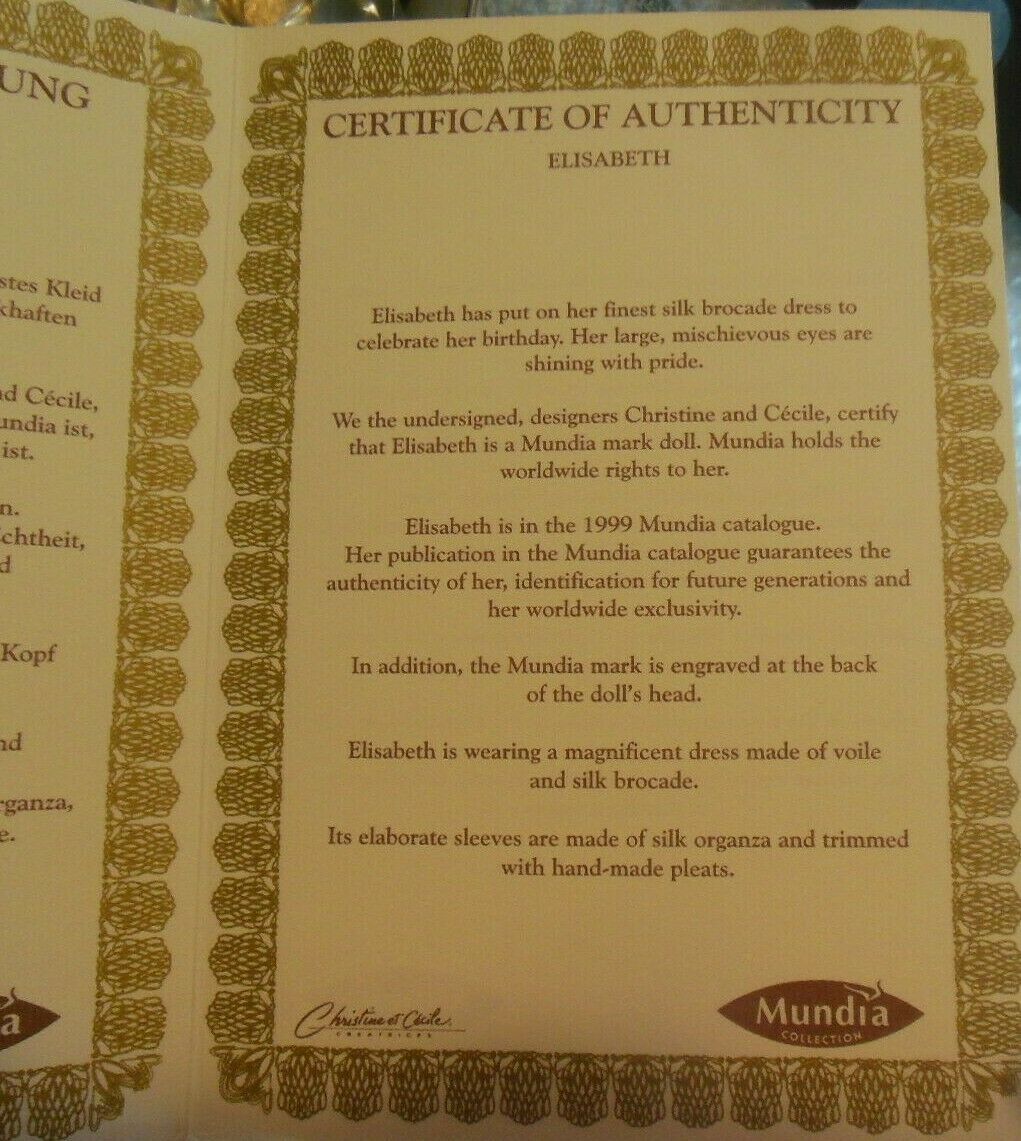 UNG
stes Kleid
khaften
nd Cécile,
undia ist,
ist.
n.
chtheit,
d
Kopf
nd
rganza,
e.
a
CERTIFICATE OF AUTHENTICITY
ELISABETH
Elisabeth has put on her finest silk brocade dress to
celebrate her birthday. Her large, mischievous eyes are
shining with pride.
We the undersigned, designers Christine and Cécile, certify
that Elisabeth is a Mundia mark doll. Mundia holds the
worldwide rights to her.
Elisabeth is in the 1999 Mundia catalogue.
Her publication in the Mundia catalogue guarantees the
authenticity of her, identification for future generations and
her worldwide exclusivity.
In addition, the Mundia mark is engraved at the back
of the doll's head.
Elisabeth is wearing a magnificent dress made of voile
and silk brocade.
Its elaborate sleeves are made of silk organza and trimmed
with hand-made pleats.
Christine et Cécile.
CREATRICES
Mundia
COLLECTION